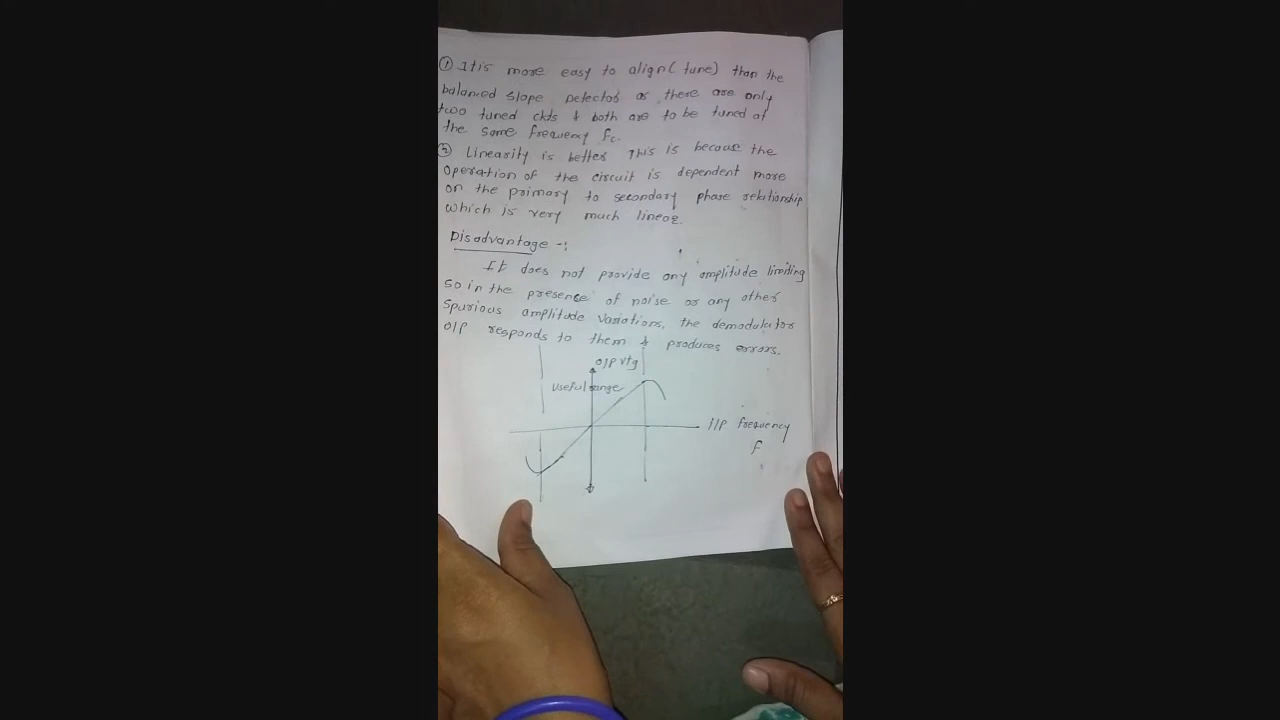 ① It is more easy to align (tune) than the
balanced slope Detector as there are only
two tuned ckts & both are to be tuned at
the same frequency fc.
② Linearity is better This is because the
operation of the circuit is dependent more
on the primary to secondary phase relationship
which is very much linear.
Disadvantage -:
It does not provide any amplitude limiting
so in the presence of noise or any other
spurious amplitude variations, the demodulator
O/P responds to them & produces errors.
O/P vtg
Useful range
i/P frequency
f